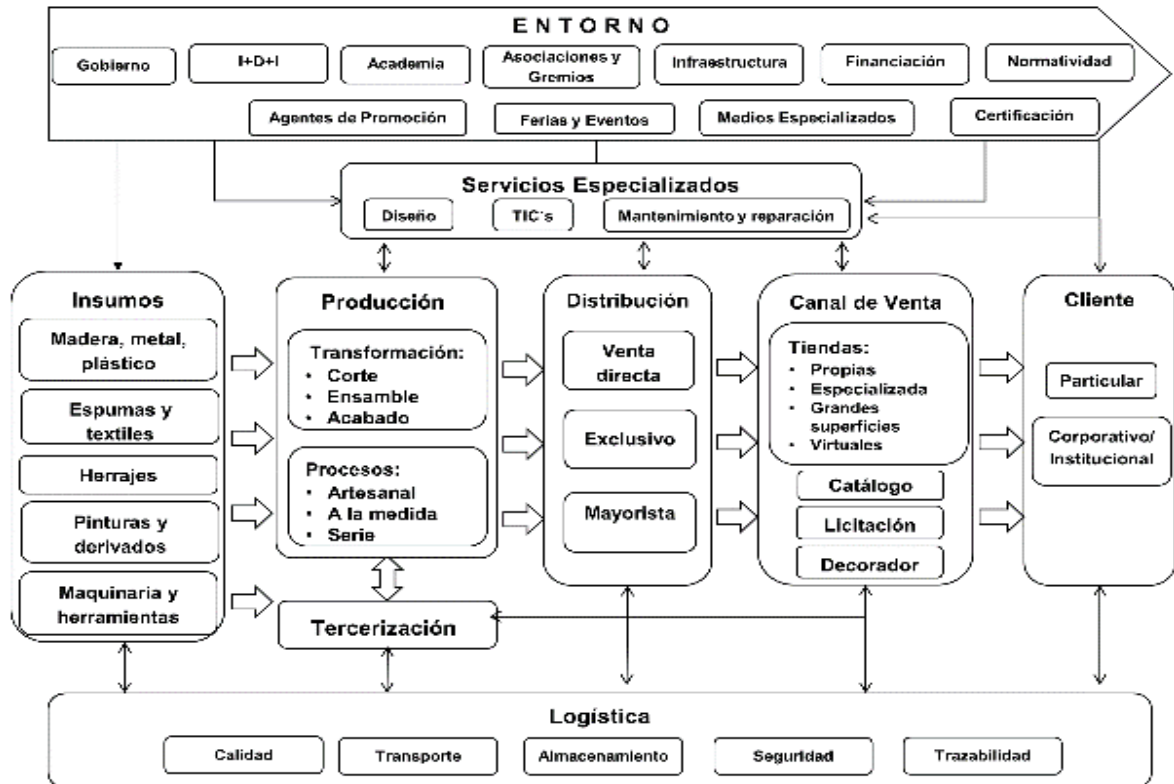 ENTORNO
Gobierno
I+D+I
Academia
Asociaciones y
Gremios
Infraestructura
Financiación
Normatividad
Agentes de Promoción
Ferias y Eventos
Medios Especializados
Certificación
Servicios Especializados
Diseño
TIC´s
Mantenimiento y reparación
Insumos
Madera, metal,
plástico
Espumas y
textiles
Herrajes
Pinturas y
derivados
Maquinaria y
herramientas
Producción
Transformación:
• Corte
• Ensamble
• Acabado
Procesos:
• Artesanal
• A la medida
• Serie
Tercerización
Distribución
Venta
directa
Exclusivo
Mayorista
Canal de Venta
Tiendas:
• Propias
• Especializada
• Grandes
superficies
• Virtuales
Catálogo
Licitación
Decorador
Cliente
Particular
Corporativo/
Institucional
Logística
Calidad
Transporte
Almacenamiento
Seguridad
Trazabilidad